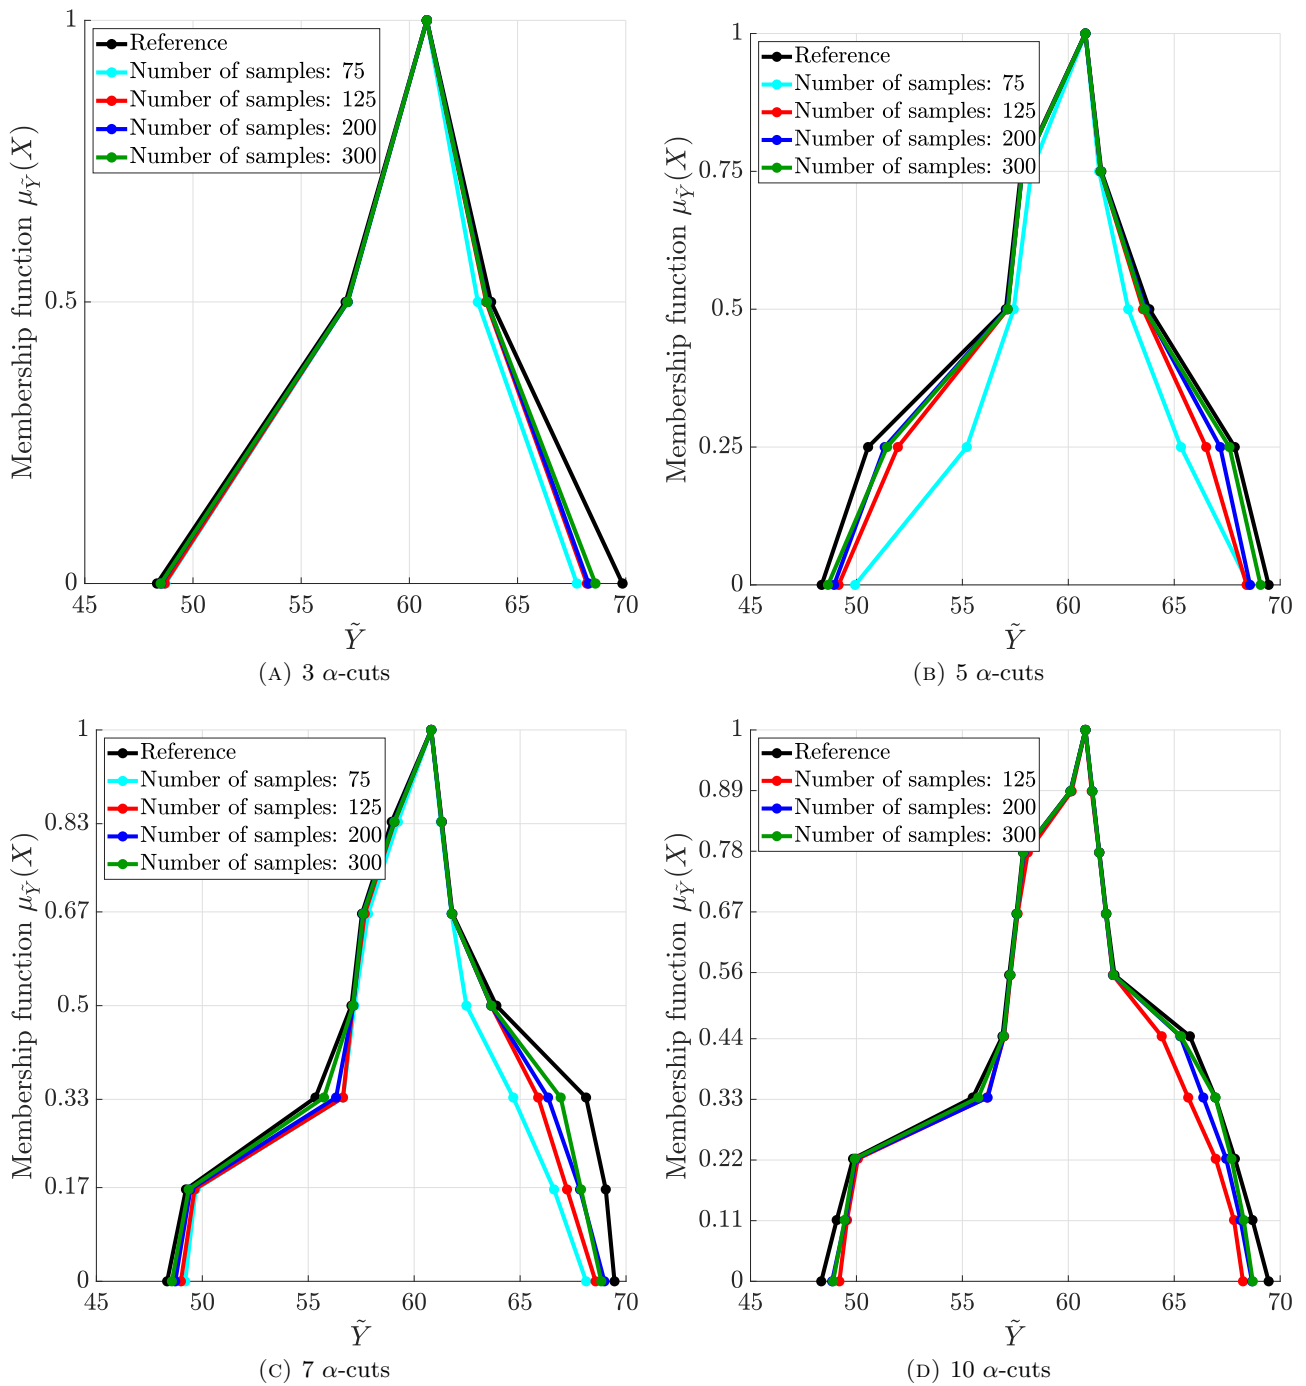 1
0.5
0
Membership function μ_Ỹ(X)
Reference
Number of samples: 75
Number of samples: 125
Number of samples: 200
Number of samples: 300
45 50 55 60 65 70
Ỹ
(A) 3 α-cuts
1
0.75
0.5
0.25
0
Membership function μ_Ỹ(X)
Reference
Number of samples: 75
Number of samples: 125
Number of samples: 200
Number of samples: 300
45 50 55 60 65 70
Ỹ
(B) 5 α-cuts
1
0.83
0.67
0.5
0.33
0.17
0
Membership function μ_Ỹ(X)
Reference
Number of samples: 75
Number of samples: 125
Number of samples: 200
Number of samples: 300
45 50 55 60 65 70
Ỹ
(C) 7 α-cuts
1
0.89
0.78
0.67
0.56
0.44
0.33
0.22
0.11
0
Membership function μ_Ỹ(X)
Reference
Number of samples: 125
Number of samples: 200
Number of samples: 300
45 50 55 60 65 70
Ỹ
(D) 10 α-cuts